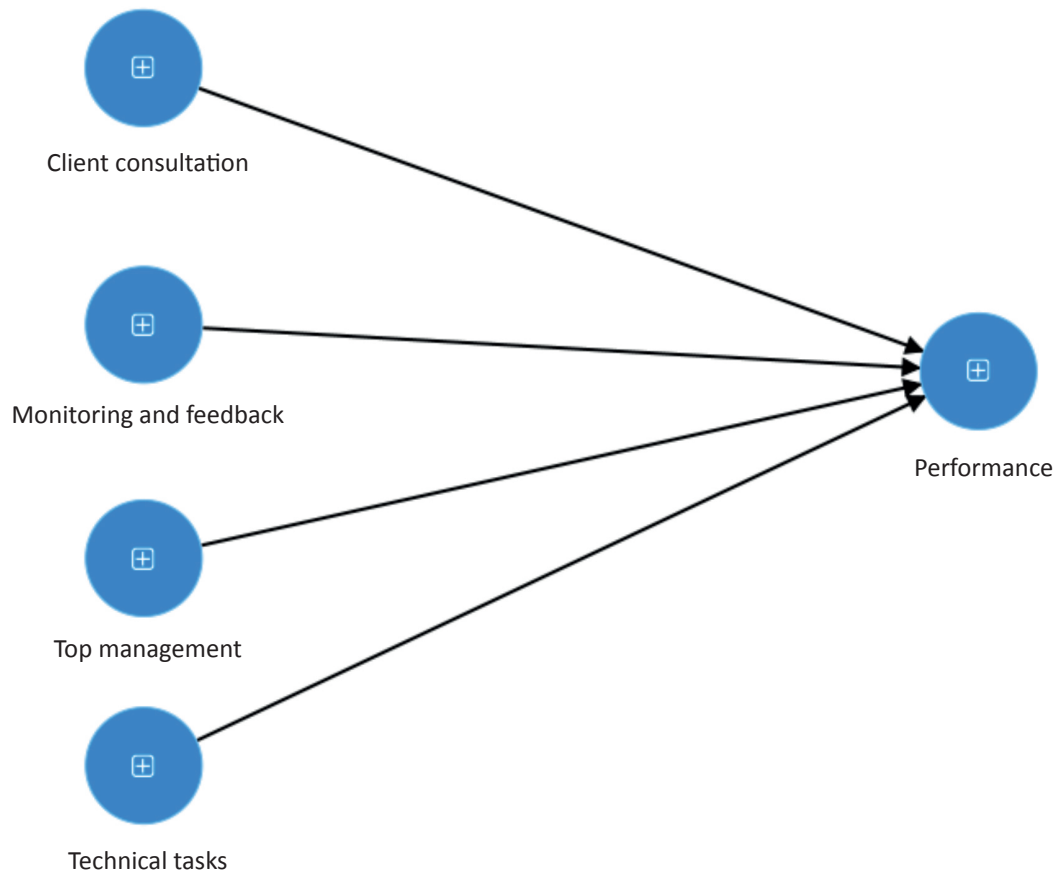 Client consultation
Monitoring and feedback
Performance
Top management
Technical tasks